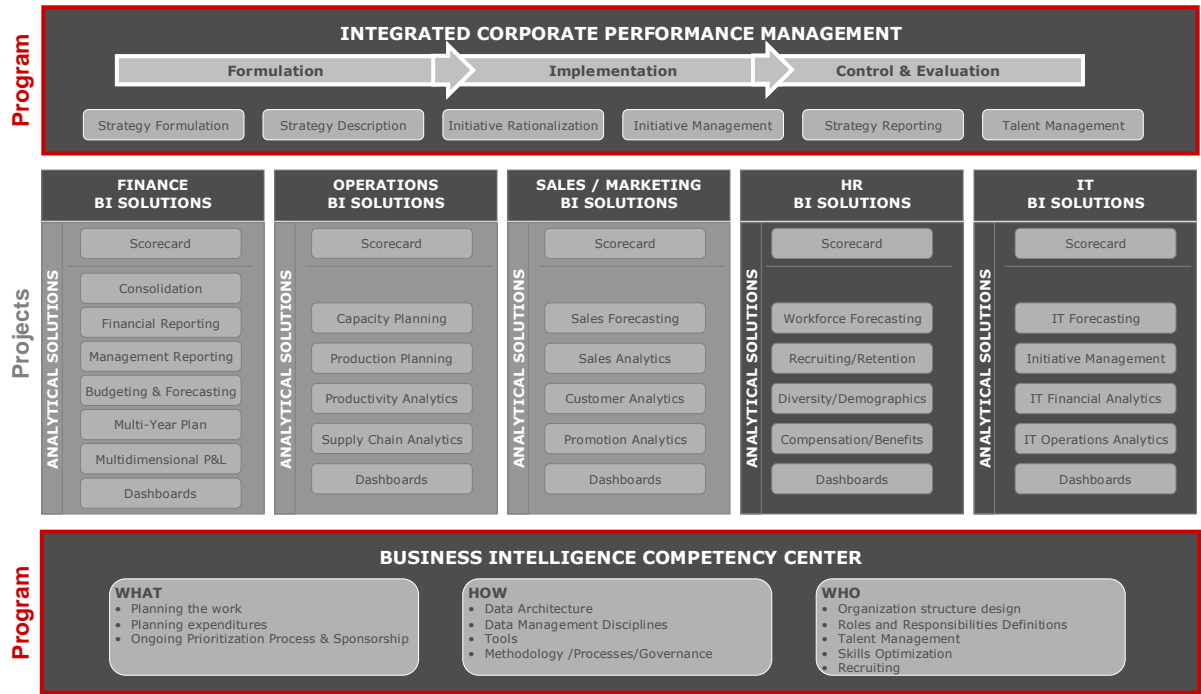 Program
INTEGRATED CORPORATE PERFORMANCE MANAGEMENT
Formulation
Implementation
Control & Evaluation
Strategy Formulation
Strategy Description
Initiative Rationalization
Initiative Management
Strategy Reporting
Talent Management
Projects
FINANCE
BI SOLUTIONS
ANALYTICAL SOLUTIONS
Scorecard
Consolidation
Financial Reporting
Management Reporting
Budgeting & Forecasting
Multi-Year Plan
Multidimensional P&L
Dashboards
OPERATIONS
BI SOLUTIONS
ANALYTICAL SOLUTIONS
Scorecard
Capacity Planning
Production Planning
Productivity Analytics
Supply Chain Analytics
Dashboards
SALES / MARKETING
BI SOLUTIONS
ANALYTICAL SOLUTIONS
Scorecard
Sales Forecasting
Sales Analytics
Customer Analytics
Promotion Analytics
Dashboards
HR
BI SOLUTIONS
ANALYTICAL SOLUTIONS
Scorecard
Workforce Forecasting
Recruiting/Retention
Diversity/Demographics
Compensation/Benefits
Dashboards
IT
BI SOLUTIONS
ANALYTICAL SOLUTIONS
Scorecard
IT Forecasting
Initiative Management
IT Financial Analytics
IT Operations Analytics
Dashboards
Program
BUSINESS INTELLIGENCE COMPETENCY CENTER
WHAT
• Planning the work
• Planning expenditures
• Ongoing Prioritization Process & Sponsorship
HOW
• Data Architecture
• Data Management Disciplines
• Tools
• Methodology /Processes/Governance
WHO
• Organization structure design
• Roles and Responsibilities Definitions
• Talent Management
• Skills Optimization
• Recruiting